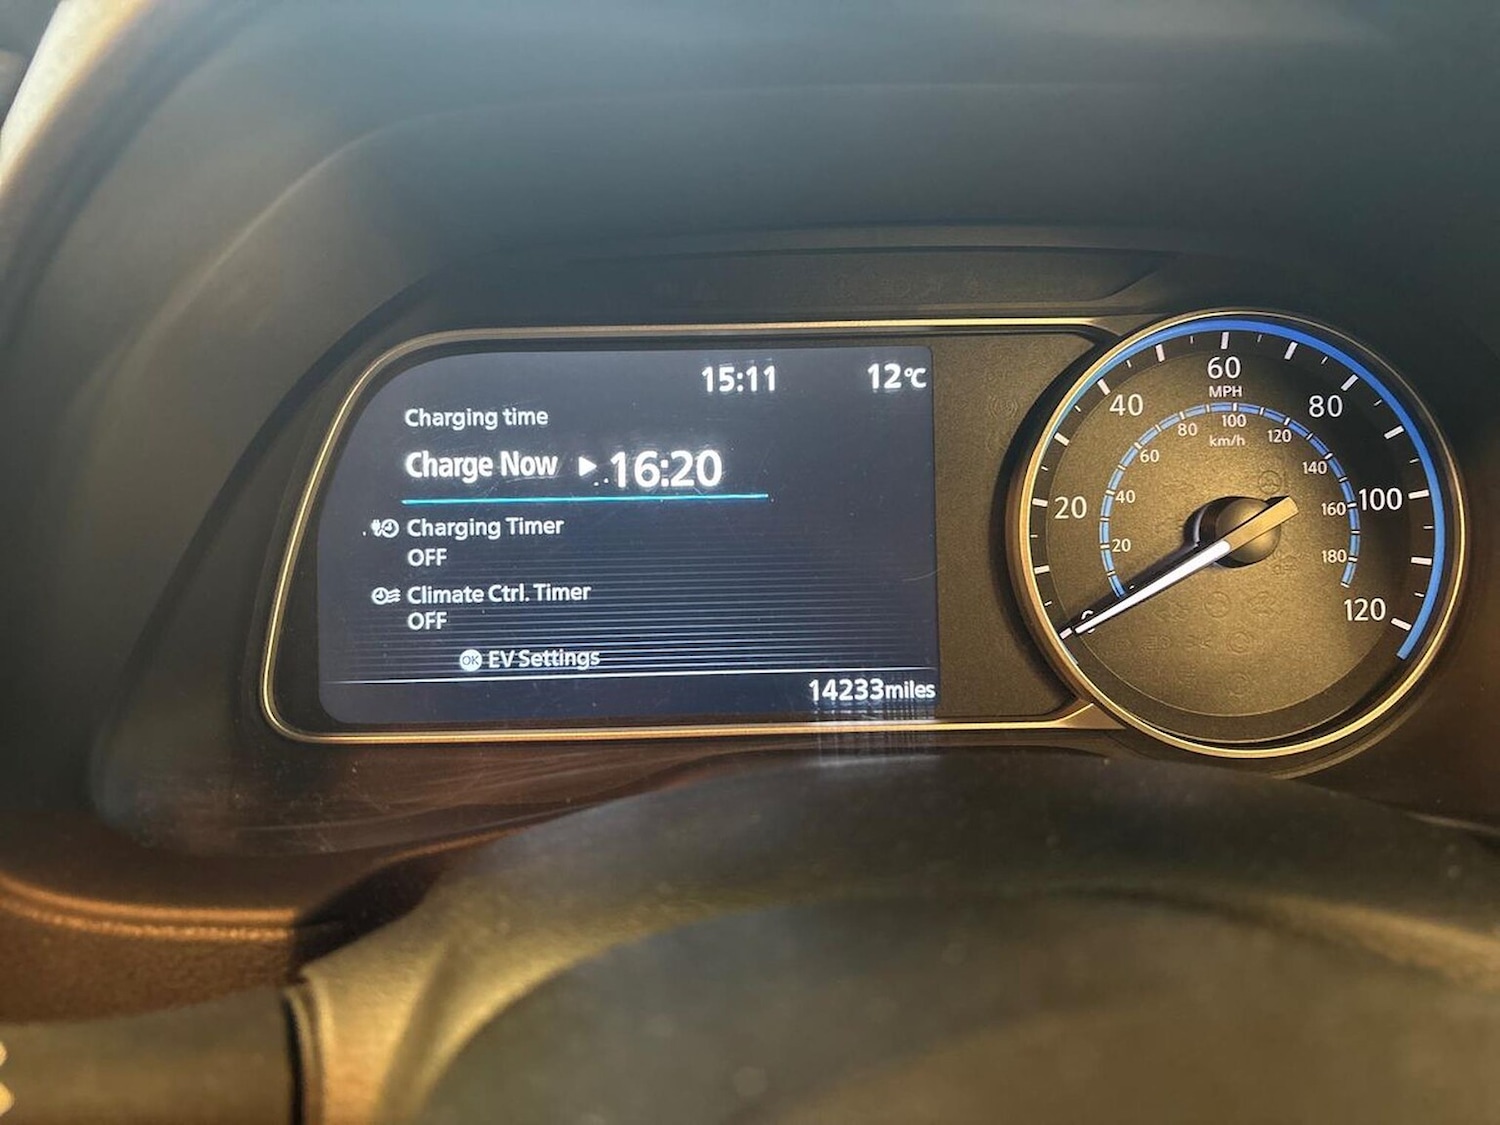 15:11 12°C
Charging time
Charge Now ▶ 16:20
Charging Timer
OFF
Climate Ctrl. Timer
OFF
OK EV Settings
14233miles
20
40
60
MPH
80
100
120
20
40
60
80
100
km/h
120
140
160
180